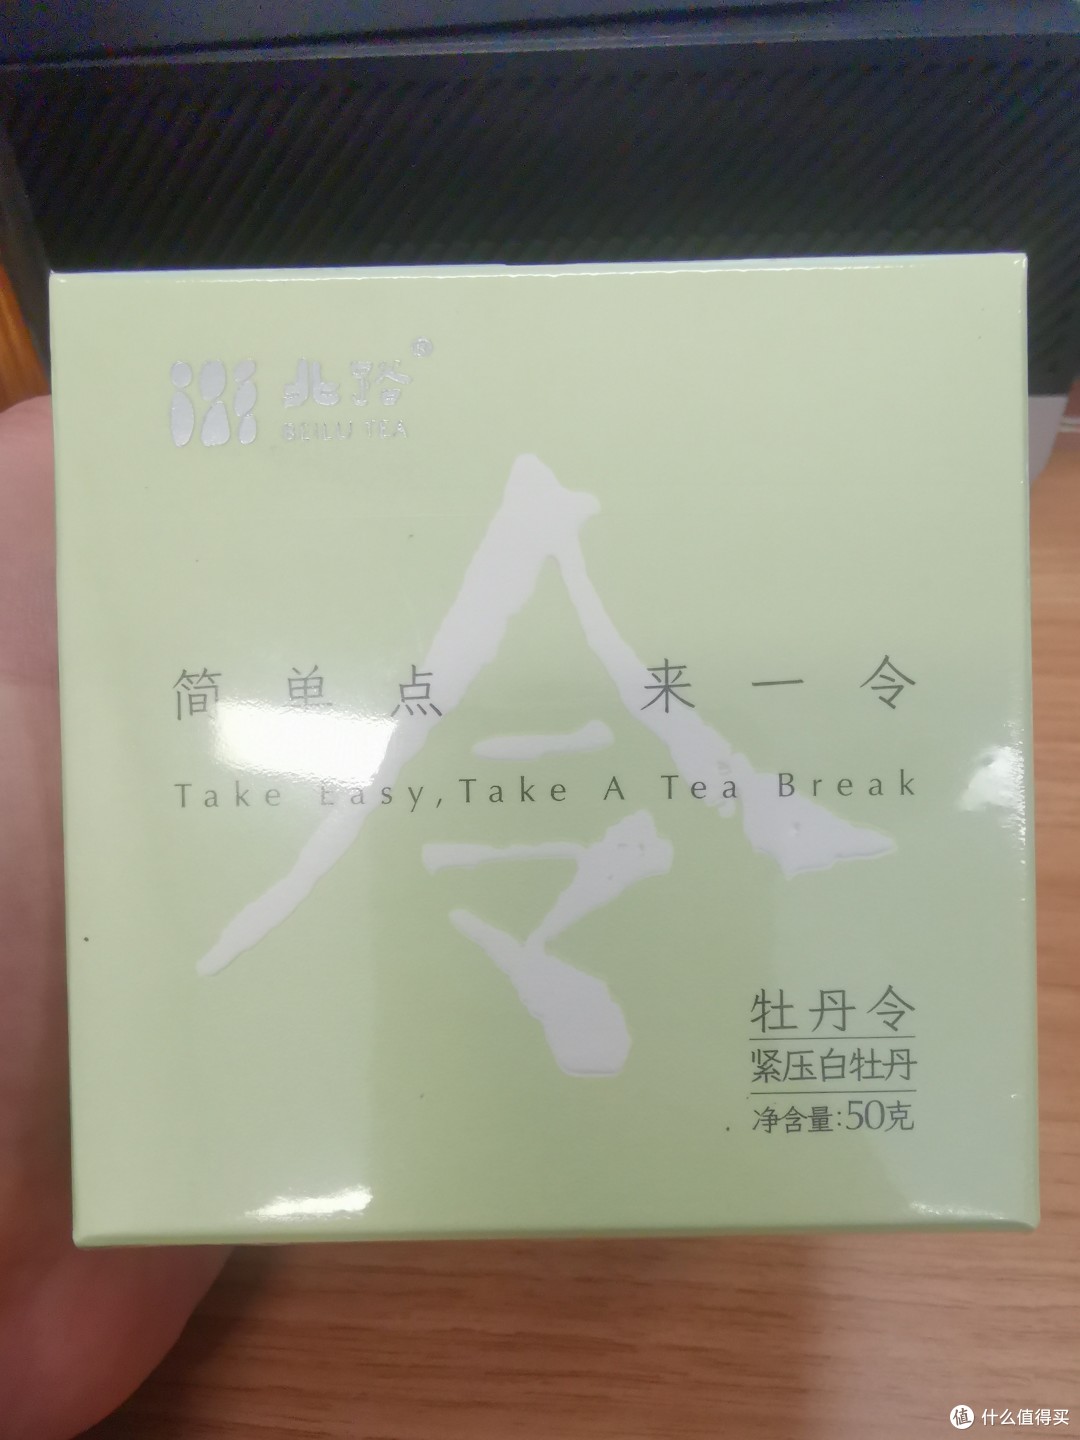 北路®
BEILU TEA
令
简单点 来一令
Take Easy, Take A Tea Break
牡丹令
紧压白牡丹
净含量:50克
值 什么值得买